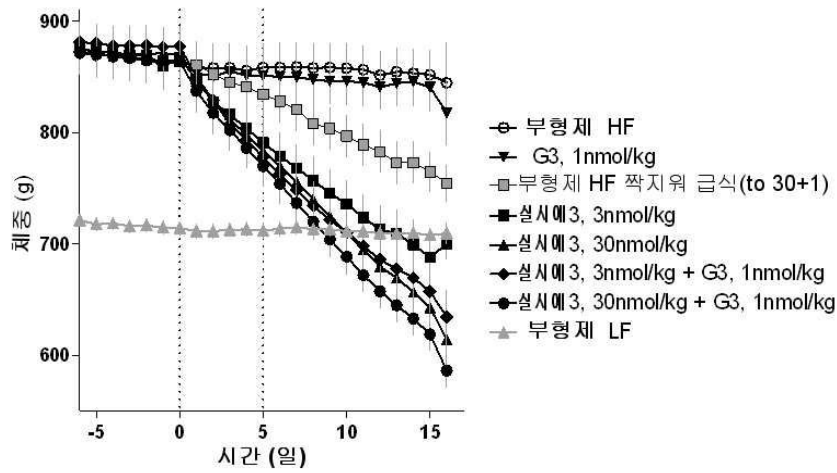 900
800
700
600
체중 (g)
-5 0 5 10 15
시간 (일)
부형제 HF
G3, 1nmol/kg
부형제 HF 짝지워 급식(to 30+1)
실시예3, 3nmol/kg
실시예3, 30nmol/kg
실시예3, 3nmol/kg + G3, 1nmol/kg
실시예3, 30nmol/kg + G3, 1nmol/kg
부형제 LF